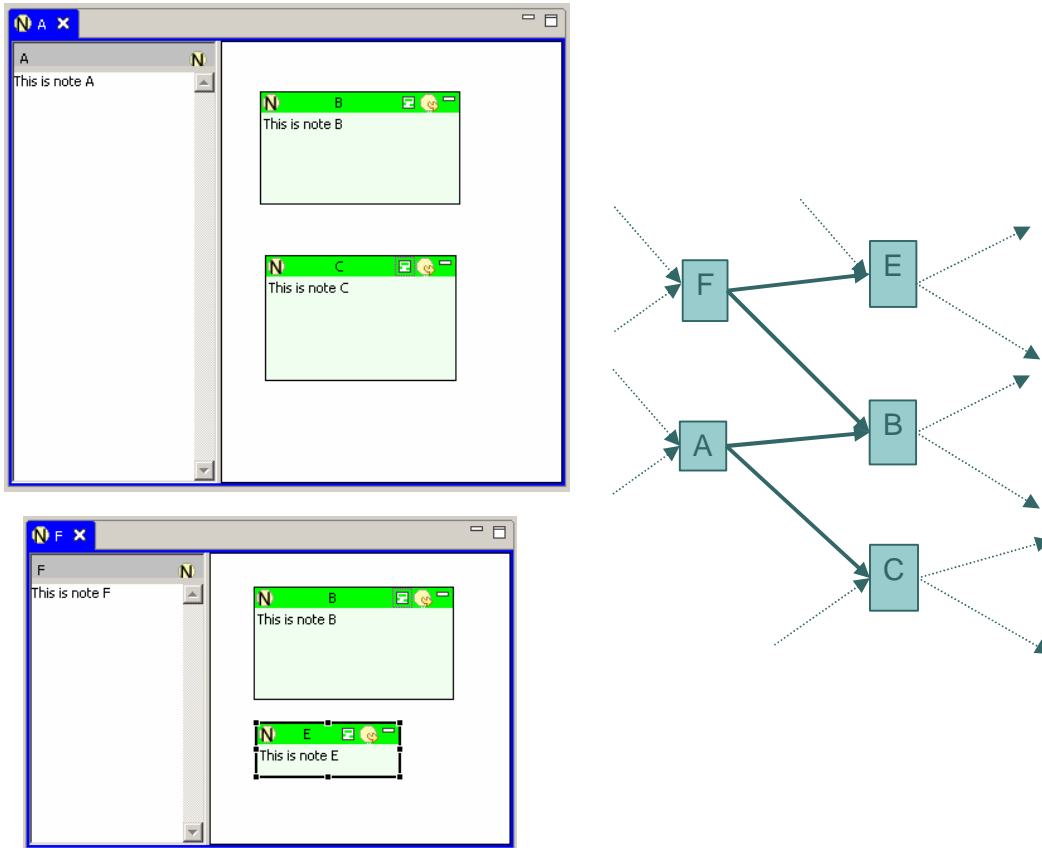 N A
A N
This is note A
N B
This is note B
N C
This is note C
N F
F N
This is note F
N B
This is note B
N E
This is note E
F
E
A
B
C